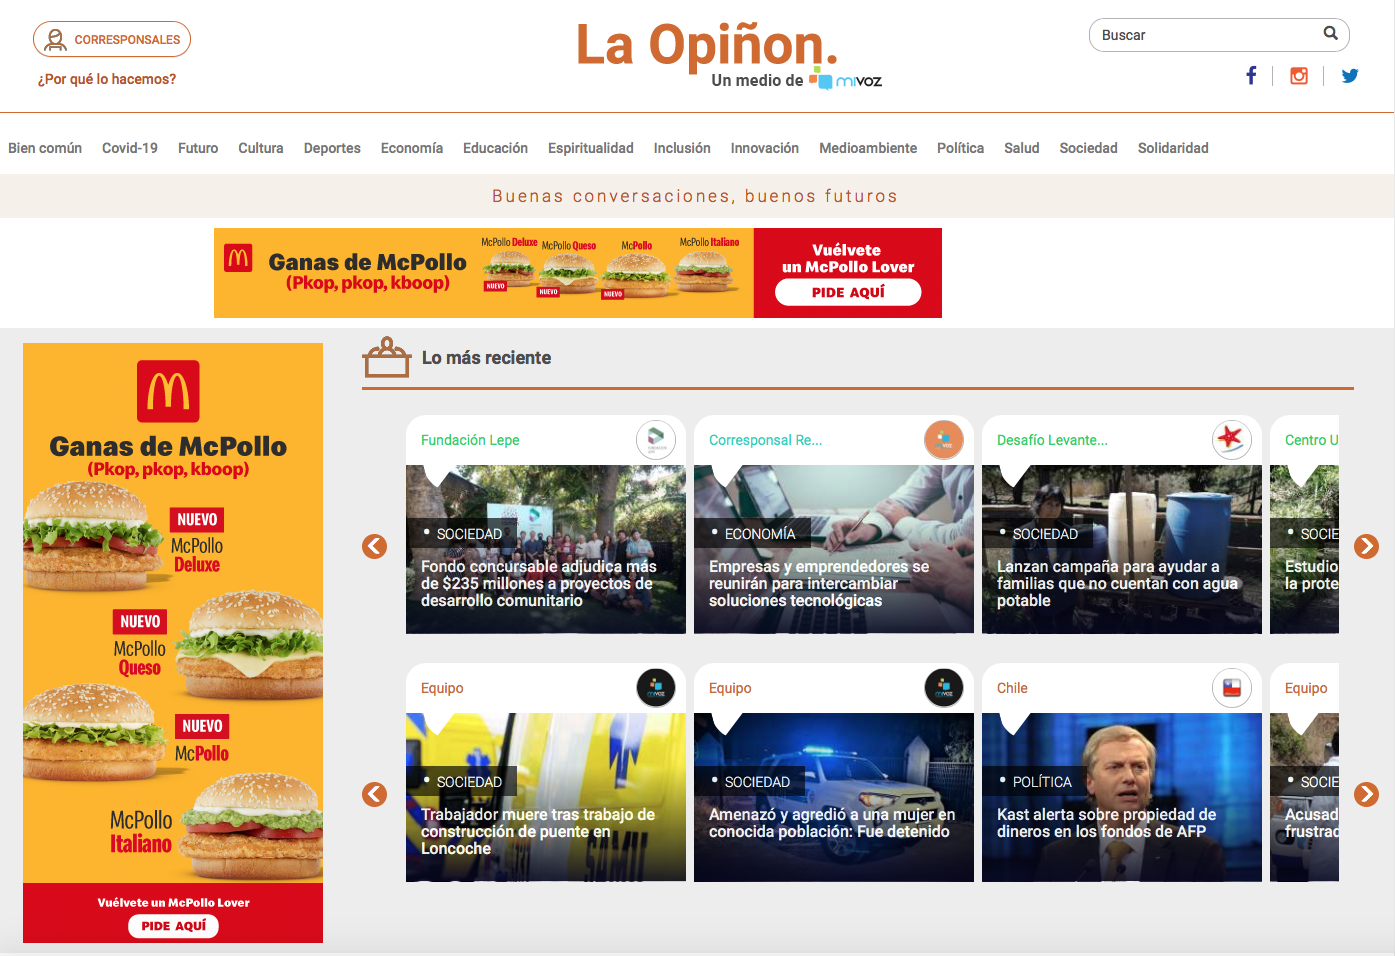 CORRESPONSALES
¿Por qué lo hacemos?
La Opiñon.
Un medio de mivoz
Buscar
Bien común Covid-19 Futuro Cultura Deportes Economía Educación Espiritualidad Inclusión Innovación Medioambiente Política Salud Sociedad Solidaridad
Buenas conversaciones, buenos futuros
Ganas de McPollo
(Pkop, pkop, kboop)
McPollo Deluxe
NUEVO
McPollo Queso
NUEVO
McPollo
NUEVO
McPollo Italiano
Vuélvete
un McPollo Lover
PIDE AQUÍ
Ganas de McPollo
(Pkop, pkop, kboop)
NUEVO
McPollo
Deluxe
NUEVO
McPollo
Queso
NUEVO
McPollo
McPollo
Italiano
Vuélvete un McPollo Lover
PIDE AQUÍ
Lo más reciente
Fundación Lepe
SOCIEDAD
Fondo concursable adjudica más
de $235 millones a proyectos de
desarrollo comunitario
Corresponsal Re...
ECONOMÍA
Empresas y emprendedores se
reunirán para intercambiar
soluciones tecnológicas
Desafío Levante...
SOCIEDAD
Lanzan campaña para ayudar a
familias que no cuentan con agua
potable
Centro U
SOCIE
Estudio
la prote
Equipo
mivoz
SOCIEDAD
Trabajador muere tras trabajo de
construcción de puente en
Loncoche
Equipo
mivoz
SOCIEDAD
Amenazó y agredió a una mujer en
conocida población: Fue detenido
Chile
POLÍTICA
Kast alerta sobre propiedad de
dineros en los fondos de AFP
Equipo
SOCIE
Acusad
frustrac